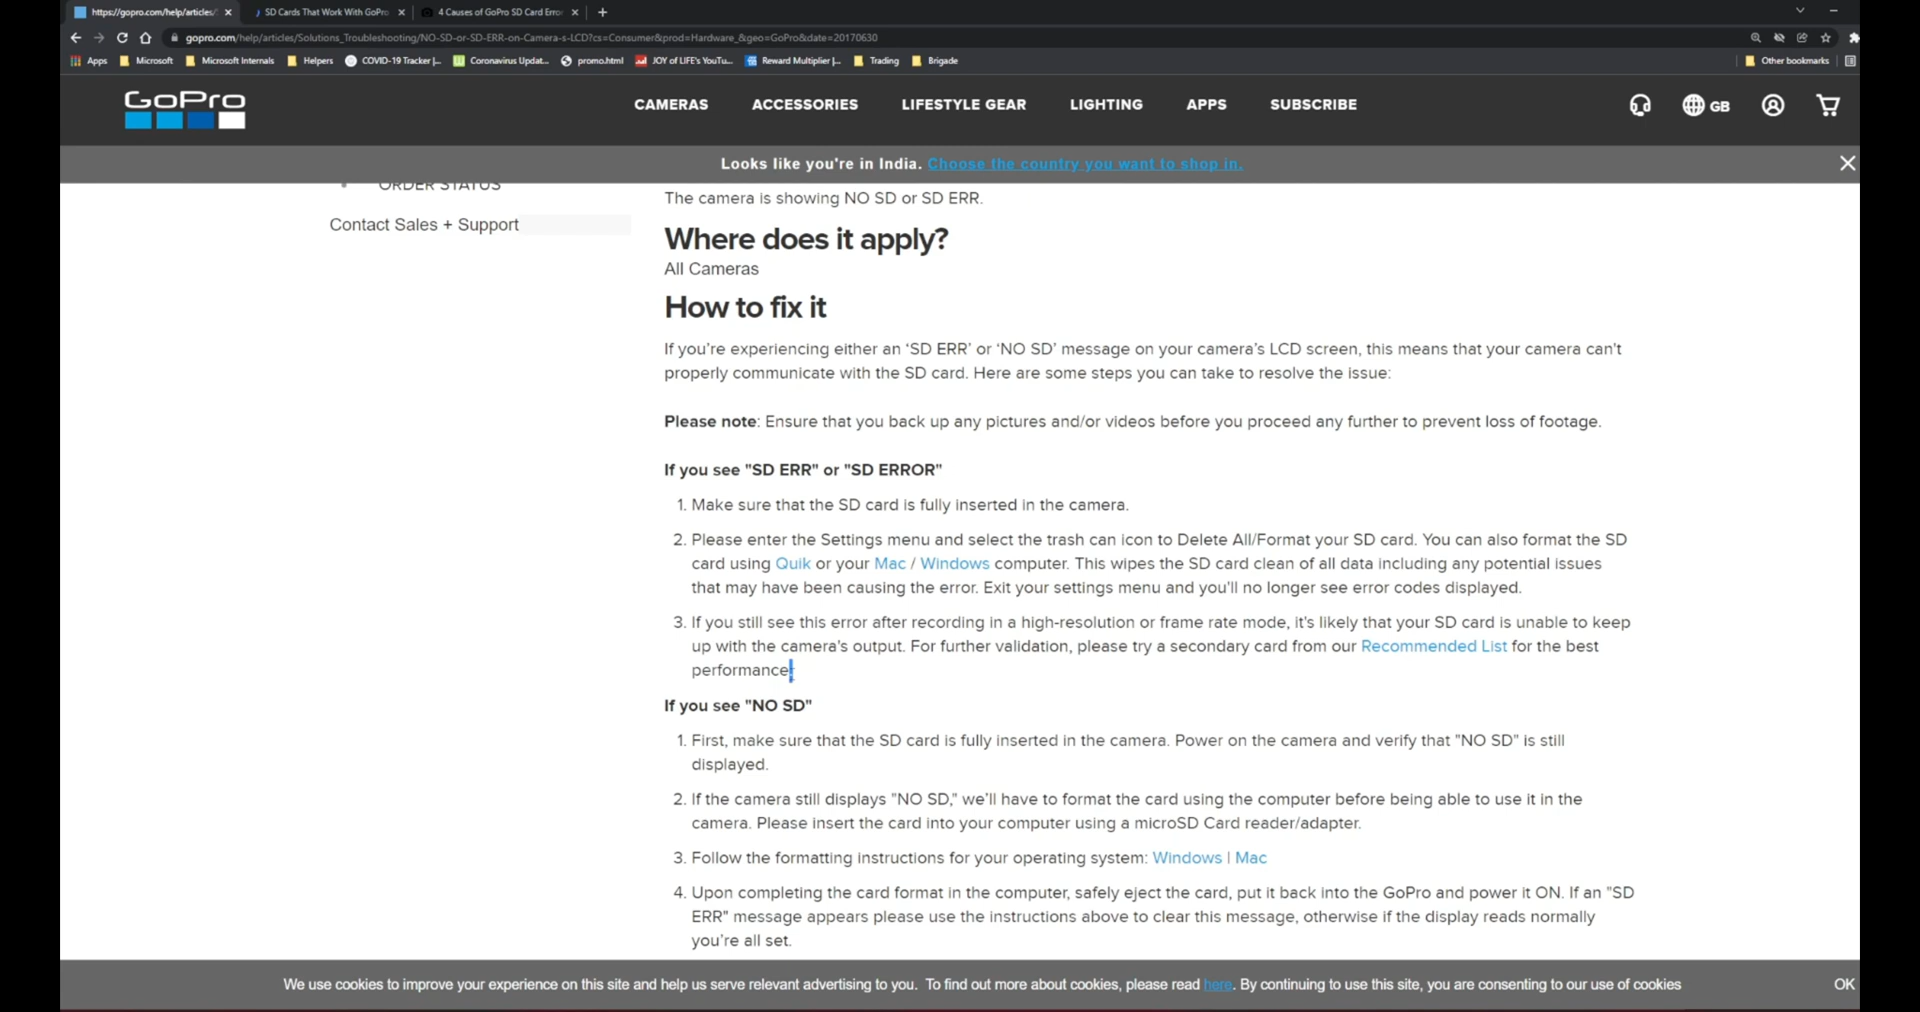 https://gopro.com/help/articles/
SD Cards That Work With GoPro
4 Causes of GoPro SD Card Erro
gopro.com/help/articles/Solutions_Troubleshooting/NO-SD-or-SD-ERR-on-Camera-s-LCD?cs=Consumer&prod=Hardware_&geo=GoPro&date=20170630
Apps Microsoft Microsoft Internals Helpers COVID-19 Tracker |... Coronavirus Updat... promo.html JOY of LIFE's YouTu... Reward Multiplier |... Trading Brigade Other bookmarks
GoPro
CAMERAS ACCESSORIES LIFESTYLE GEAR LIGHTING APPS SUBSCRIBE GB
Looks like you're in India. Choose the country you want to shop in.
ORDER STATUS
Contact Sales + Support
The camera is showing NO SD or SD ERR.
Where does it apply?
All Cameras
How to fix it
If you’re experiencing either an ‘SD ERR’ or ‘NO SD’ message on your camera’s LCD screen, this means that your camera can't
properly communicate with the SD card. Here are some steps you can take to resolve the issue:
Please note: Ensure that you back up any pictures and/or videos before you proceed any further to prevent loss of footage.
If you see "SD ERR" or "SD ERROR"
1. Make sure that the SD card is fully inserted in the camera.
2. Please enter the Settings menu and select the trash can icon to Delete All/Format your SD card. You can also format the SD
card using Quik or your Mac / Windows computer. This wipes the SD card clean of all data including any potential issues
that may have been causing the error. Exit your settings menu and you'll no longer see error codes displayed.
3. If you still see this error after recording in a high-resolution or frame rate mode, it's likely that your SD card is unable to keep
up with the camera's output. For further validation, please try a secondary card from our Recommended List for the best
performance.
If you see "NO SD"
1. First, make sure that the SD card is fully inserted in the camera. Power on the camera and verify that "NO SD" is still
displayed.
2. If the camera still displays "NO SD," we’ll have to format the card using the computer before being able to use it in the
camera. Please insert the card into your computer using a microSD Card reader/adapter.
3. Follow the formatting instructions for your operating system: Windows | Mac
4. Upon completing the card format in the computer, safely eject the card, put it back into the GoPro and power it ON. If an "SD
ERR" message appears please use the instructions above to clear this message, otherwise if the display reads normally
you’re all set.
We use cookies to improve your experience on this site and help us serve relevant advertising to you. To find out more about cookies, please read here. By continuing to use this site, you are consenting to our use of cookies
OK